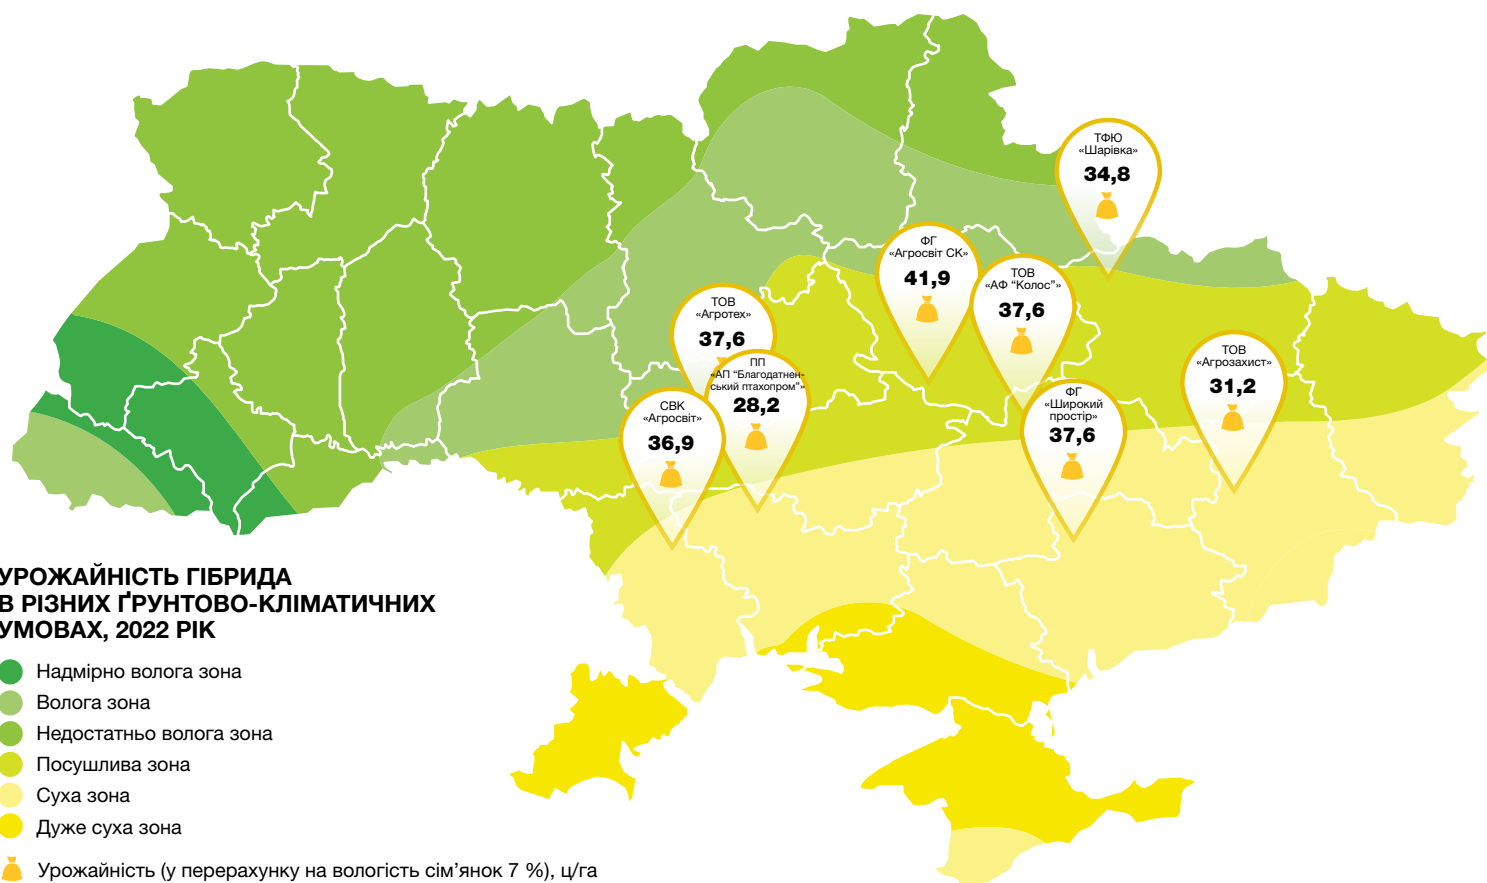 ТФЮ
«Шарівка»
34,8
ФГ
«Агросвіт СК»
41,9
ТОВ
«АФ “Колос”»
37,6
ТОВ
«Агротех»
37,6
ПП
«АП “Благодатнен-
ський птахопром”»
28,2
СВК
«Агросвіт»
36,9
ФГ
«Широкий
простір»
37,6
ТОВ
«Агрозахист»
31,2
УРОЖАЙНІСТЬ ГІБРИДА
В РІЗНИХ ҐРУНТОВО-КЛІМАТИЧНИХ
УМОВАХ, 2022 РІК
Надмірно волога зона
Волога зона
Недостатньо волога зона
Посушлива зона
Суха зона
Дуже суха зона
Урожайність (у перерахунку на вологість сім’янок 7 %), ц/га